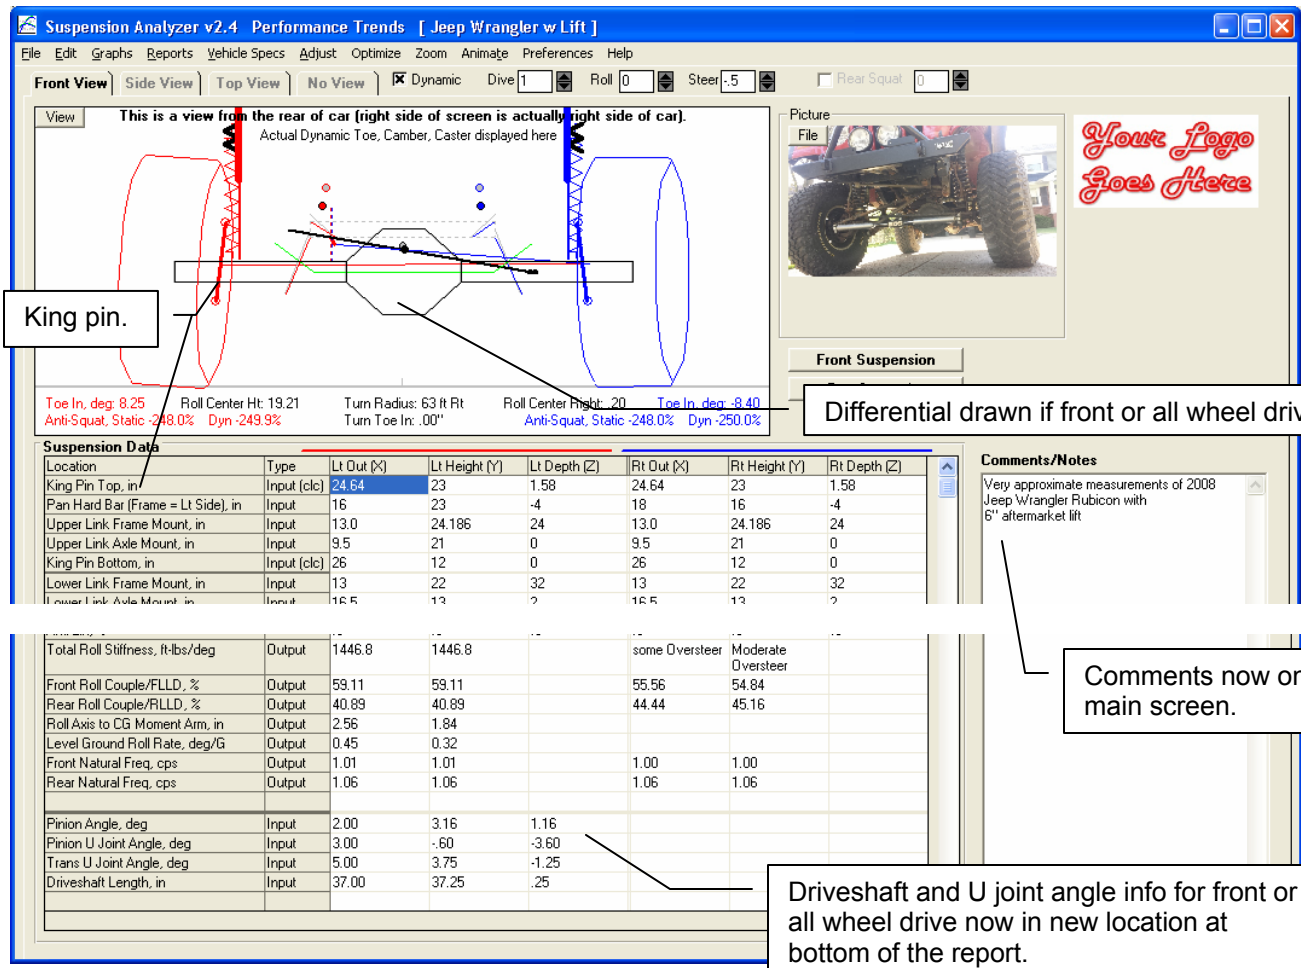 Suspension Analyzer v2.4   Performance Trends   [ Jeep Wrangler w Lift ]
File Edit Graphs Reports Vehicle Specs Adjust Optimize Zoom Animate Preferences Help
Front View Side View Top View No View Dynamic Dive 1 Roll 0 Steer -.5 Rear Squat 0
View This is a view from the rear of car (right side of screen is actually right side of car).
Actual Dynamic Toe, Camber, Caster displayed here
Picture
File
Your Logo
Goes Here
King pin.
Front Suspension
Toe In, deg: 8.25 Roll Center Ht: 19.21 Turn Radius: 63 ft Rt Roll Center Right: .20 Toe In, deg: -8.40
Anti-Squat, Static -248.0% Dyn -249.9% Turn Toe In: .00" Anti-Squat, Static -248.0% Dyn -250.0%
Differential drawn if front or all wheel
Suspension Data
Location Type Lt Out (X) Lt Height (Y) Lt Depth (Z) Rt Out (X) Rt Height (Y) Rt Depth (Z)
King Pin Top, in Input (clc) 24.64 23 1.58 24.64 23 1.58
Pan Hard Bar (Frame = Lt Side), in Input 16 23 -4 18 16 -4
Upper Link Frame Mount, in Input 13.0 24.186 24 13.0 24.186 24
Upper Link Axle Mount, in Input 9.5 21 0 9.5 21 0
King Pin Bottom, in Input (clc) 26 12 0 26 12 0
Lower Link Frame Mount, in Input 13 22 32 13 22 32
Lower Link Axle Mount, in Input 16.5 13 2 16.5 13 2
Comments/Notes
Very approximate measurements of 2008
Jeep Wrangler Rubicon with
6" aftermarket lift
Total Roll Stiffness, ft-lbs/deg Output 1446.8 1446.8 some Oversteer Moderate
Oversteer
Front Roll Couple/FLLD, % Output 59.11 59.11 55.56 54.84
Rear Roll Couple/RLLD, % Output 40.89 40.89 44.44 45.16
Roll Axis to CG Moment Arm, in Output 2.56 1.84
Level Ground Roll Rate, deg/G Output 0.45 0.32
Front Natural Freq, cps Output 1.01 1.01 1.00 1.00
Rear Natural Freq, cps Output 1.06 1.06 1.06 1.06
Comments now
main screen.
Pinion Angle, deg Input 2.00 3.16 1.16
Pinion U Joint Angle, deg Input 3.00 -.60 -3.60
Trans U Joint Angle, deg Input 5.00 3.75 -1.25
Driveshaft Length, in Input 37.00 37.25 .25
Driveshaft and U joint angle info for front or
all wheel drive now in new location at
bottom of the report.